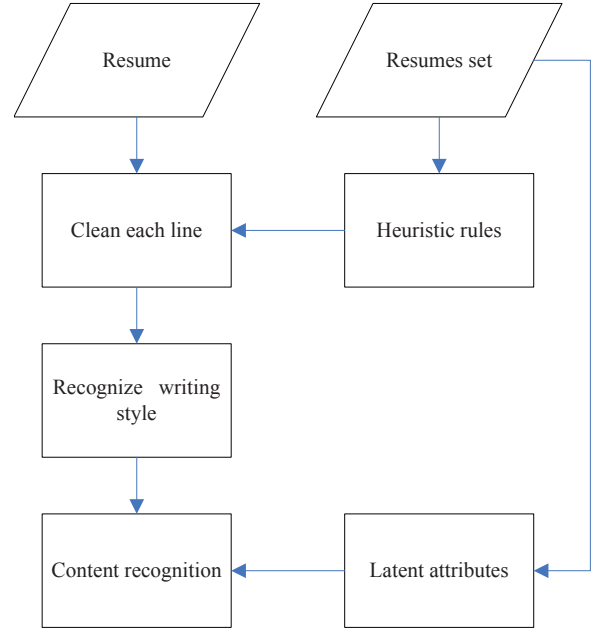 Resume
Resumes set
Clean each line
Heuristic rules
Recognize writing
style
Content recognition
Latent attributes